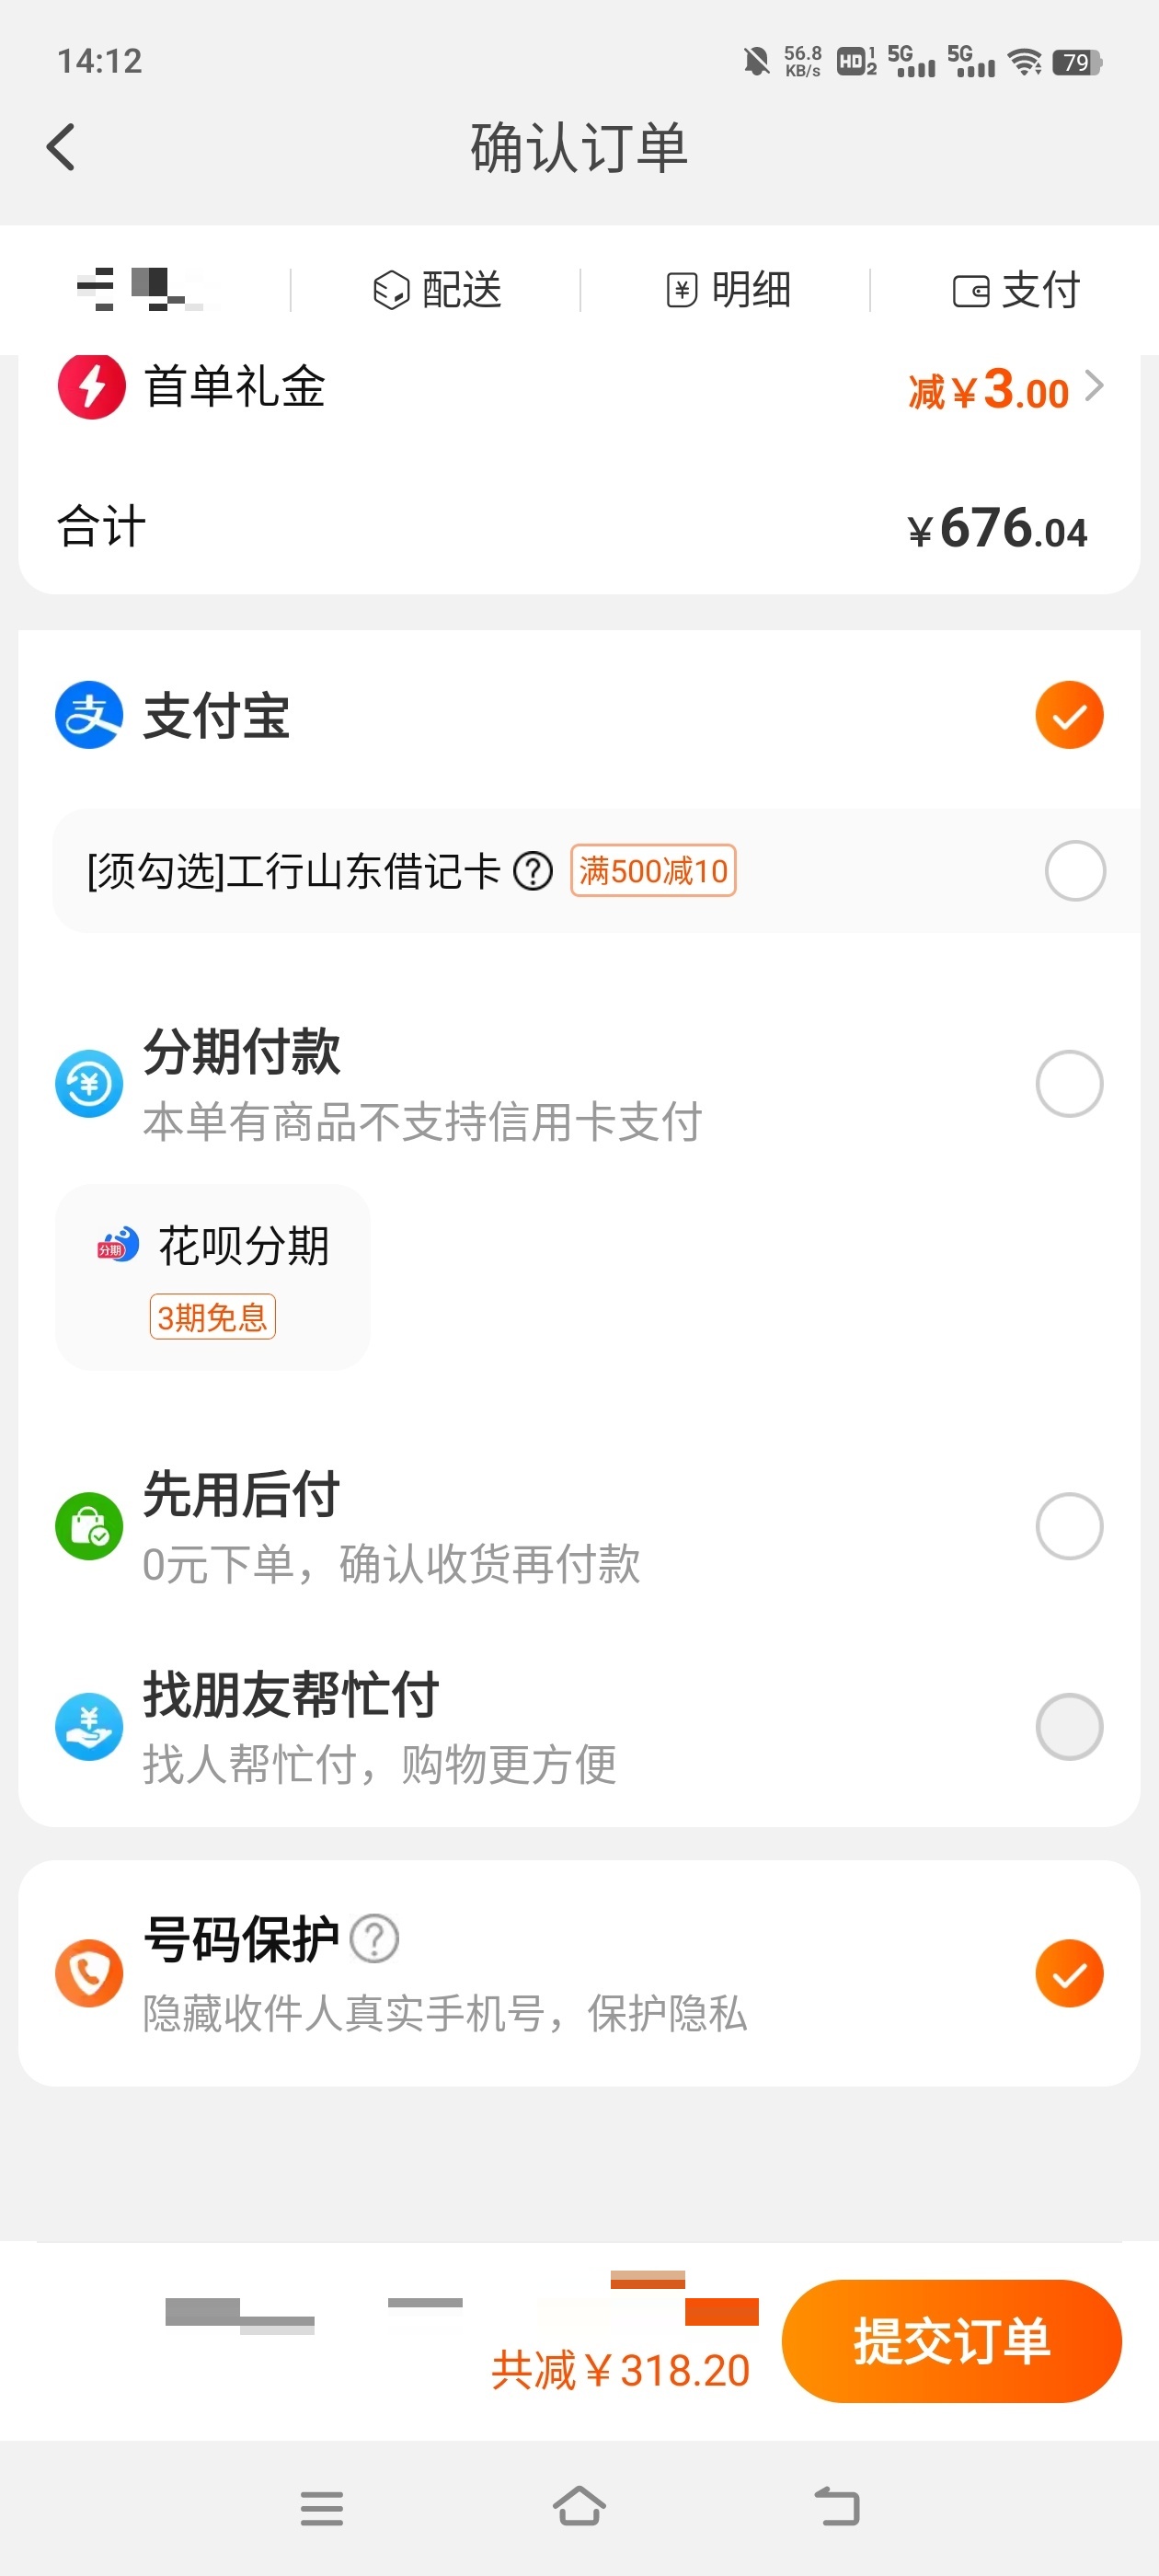 14:12
56.8
KB/s
HD 1 2
5G
5G
79
确认订单
配送
明细
支付
首单礼金
减￥3.00
合计
￥676.04
支付宝
[须勾选]工行山东借记卡
满500减10
分期付款
本单有商品不支持信用卡支付
分期
花呗分期
3期免息
先用后付
0元下单，确认收货再付款
找朋友帮忙付
找人帮忙付，购物更方便
号码保护
隐藏收件人真实手机号，保护隐私
共减￥318.20
提交订单